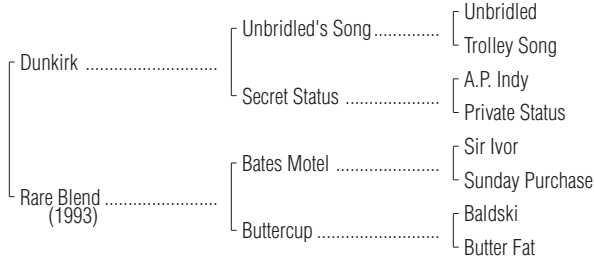 Unbridled
Unbridled's Song..............
Trolley Song
Dunkirk ...........................
A.P. Indy
Secret Status ....................
Private Status
Sir Ivor
Bates Motel ......................
Sunday Purchase
Rare Blend .......................
(1993)
Baldski
Buttercup ..........................
Butter Fat